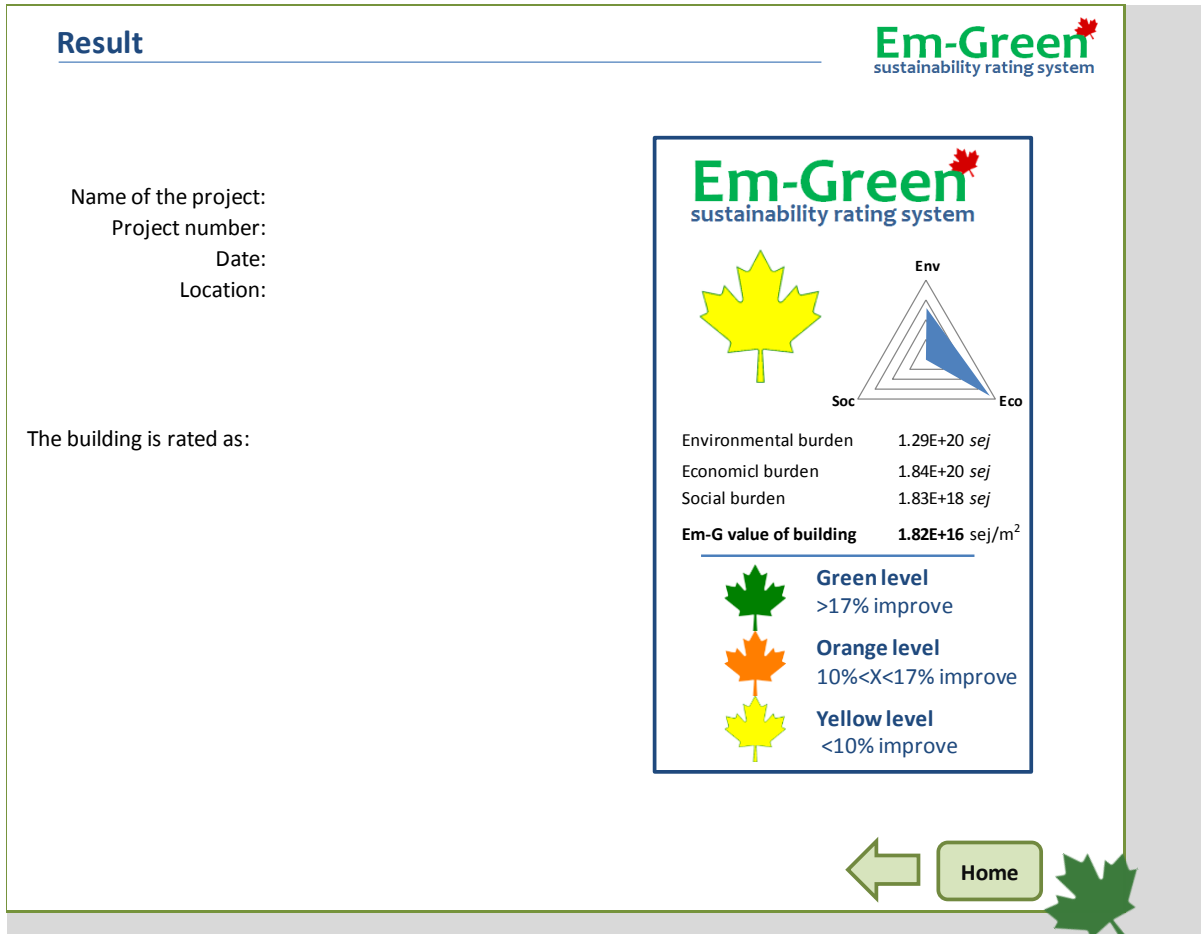 Result
Em-Green
sustainability rating system
Name of the project:
Project number:
Date:
Location:
The building is rated as:
Em-Green
sustainability rating system
Env
Soc
Eco
Environmental burden 1.29E+20 sej
Economicl burden 1.84E+20 sej
Social burden 1.83E+18 sej
Em-G value of building 1.82E+16 sej/m²
Green level
>17% improve
Orange level
10%<X<17% improve
Yellow level
<10% improve
Home